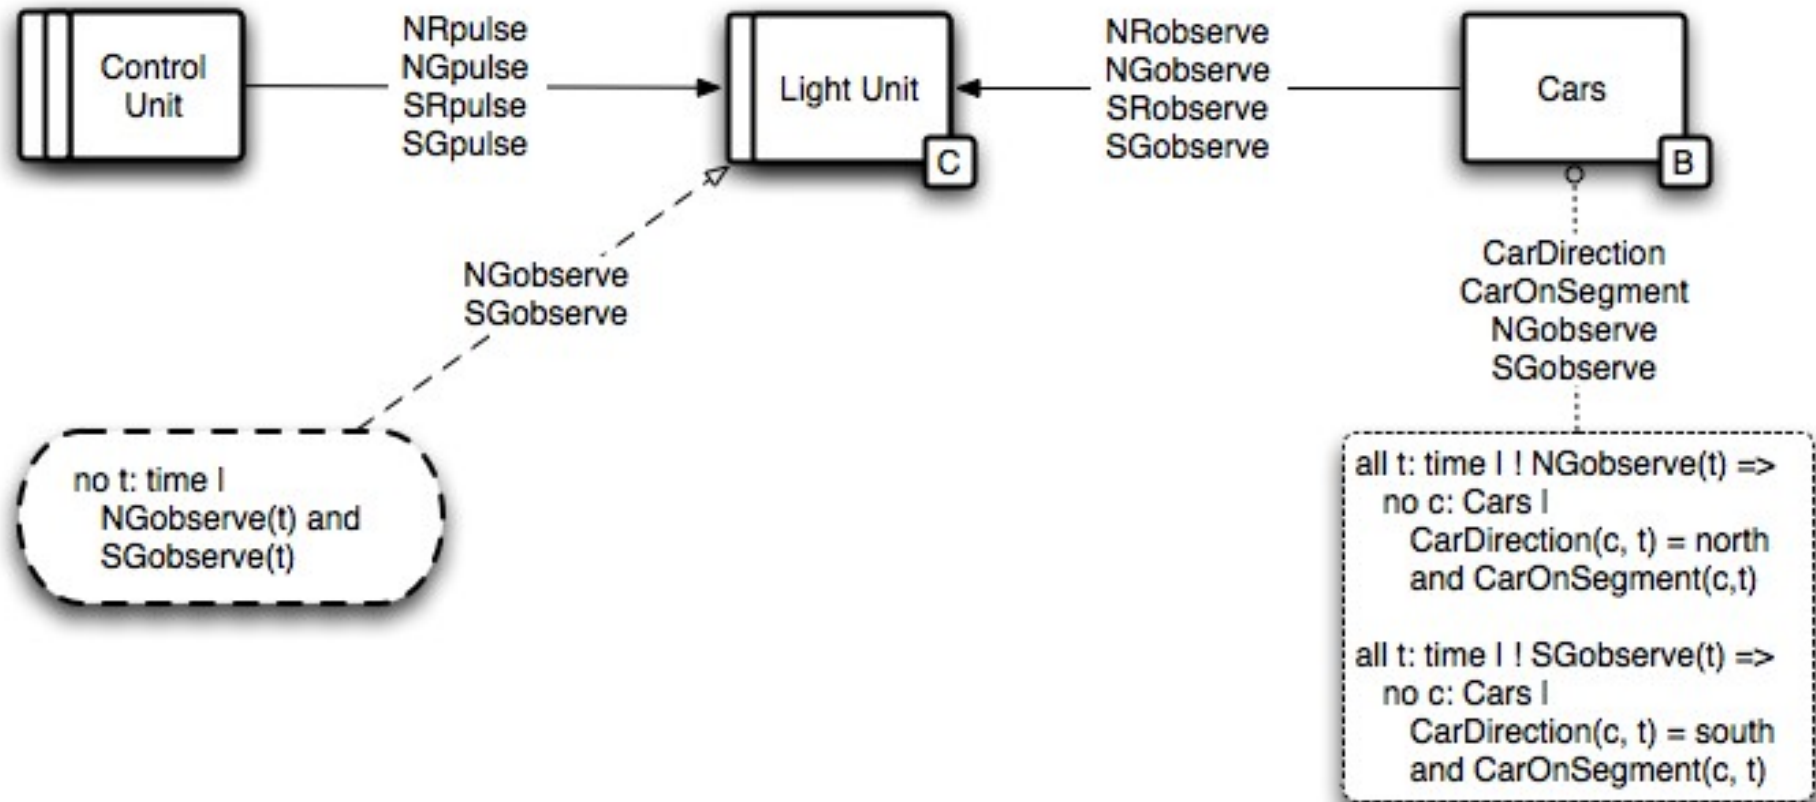 Control
Unit
NRpulse
NGpulse
SRpulse
SGpulse
Light Unit
C
NRobserve
NGobserve
SRobserve
SGobserve
Cars
B
NGobserve
SGobserve
CarDirection
CarOnSegment
NGobserve
SGobserve
no t: time |
NGobserve(t) and
SGobserve(t)
all t: time | ! NGobserve(t) =>
no c: Cars |
CarDirection(c, t) = north
and CarOnSegment(c,t)
all t: time | ! SGobserve(t) =>
no c: Cars |
CarDirection(c, t) = south
and CarOnSegment(c, t)